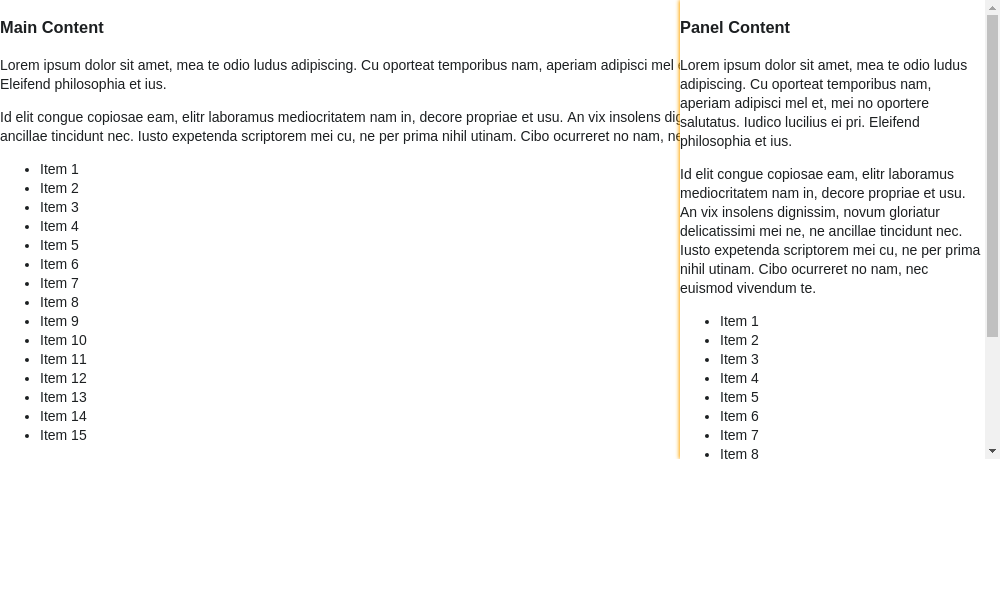 Main Content
Lorem ipsum dolor sit amet, mea te odio ludus adipiscing. Cu oporteat temporibus nam, aperiam adipisci mel
Eleifend philosophia et ius.
Id elit congue copiosae eam, elitr laboramus mediocritatem nam in, decore propriae et usu. An vix insolens
ancillae tincidunt nec. Iusto expetenda scriptorem mei cu, ne per prima nihil utinam. Cibo ocurreret no nam,
• Item 1
• Item 2
• Item 3
• Item 4
• Item 5
• Item 6
• Item 7
• Item 8
• Item 9
• Item 10
• Item 11
• Item 12
• Item 13
• Item 14
• Item 15
Panel Content
Lorem ipsum dolor sit amet, mea te odio ludus
adipiscing. Cu oporteat temporibus nam,
aperiam adipisci mel et, mei no oportere
salutatus. Iudico lucilius ei pri. Eleifend
philosophia et ius.
Id elit congue copiosae eam, elitr laboramus
mediocritatem nam in, decore propriae et usu.
An vix insolens dignissim, novum gloriatur
delicatissimi mei ne, ne ancillae tincidunt nec.
Iusto expetenda scriptorem mei cu, ne per prima
nihil utinam. Cibo ocurreret no nam, nec
euismod vivendum te.
• Item 1
• Item 2
• Item 3
• Item 4
• Item 5
• Item 6
• Item 7
• Item 8